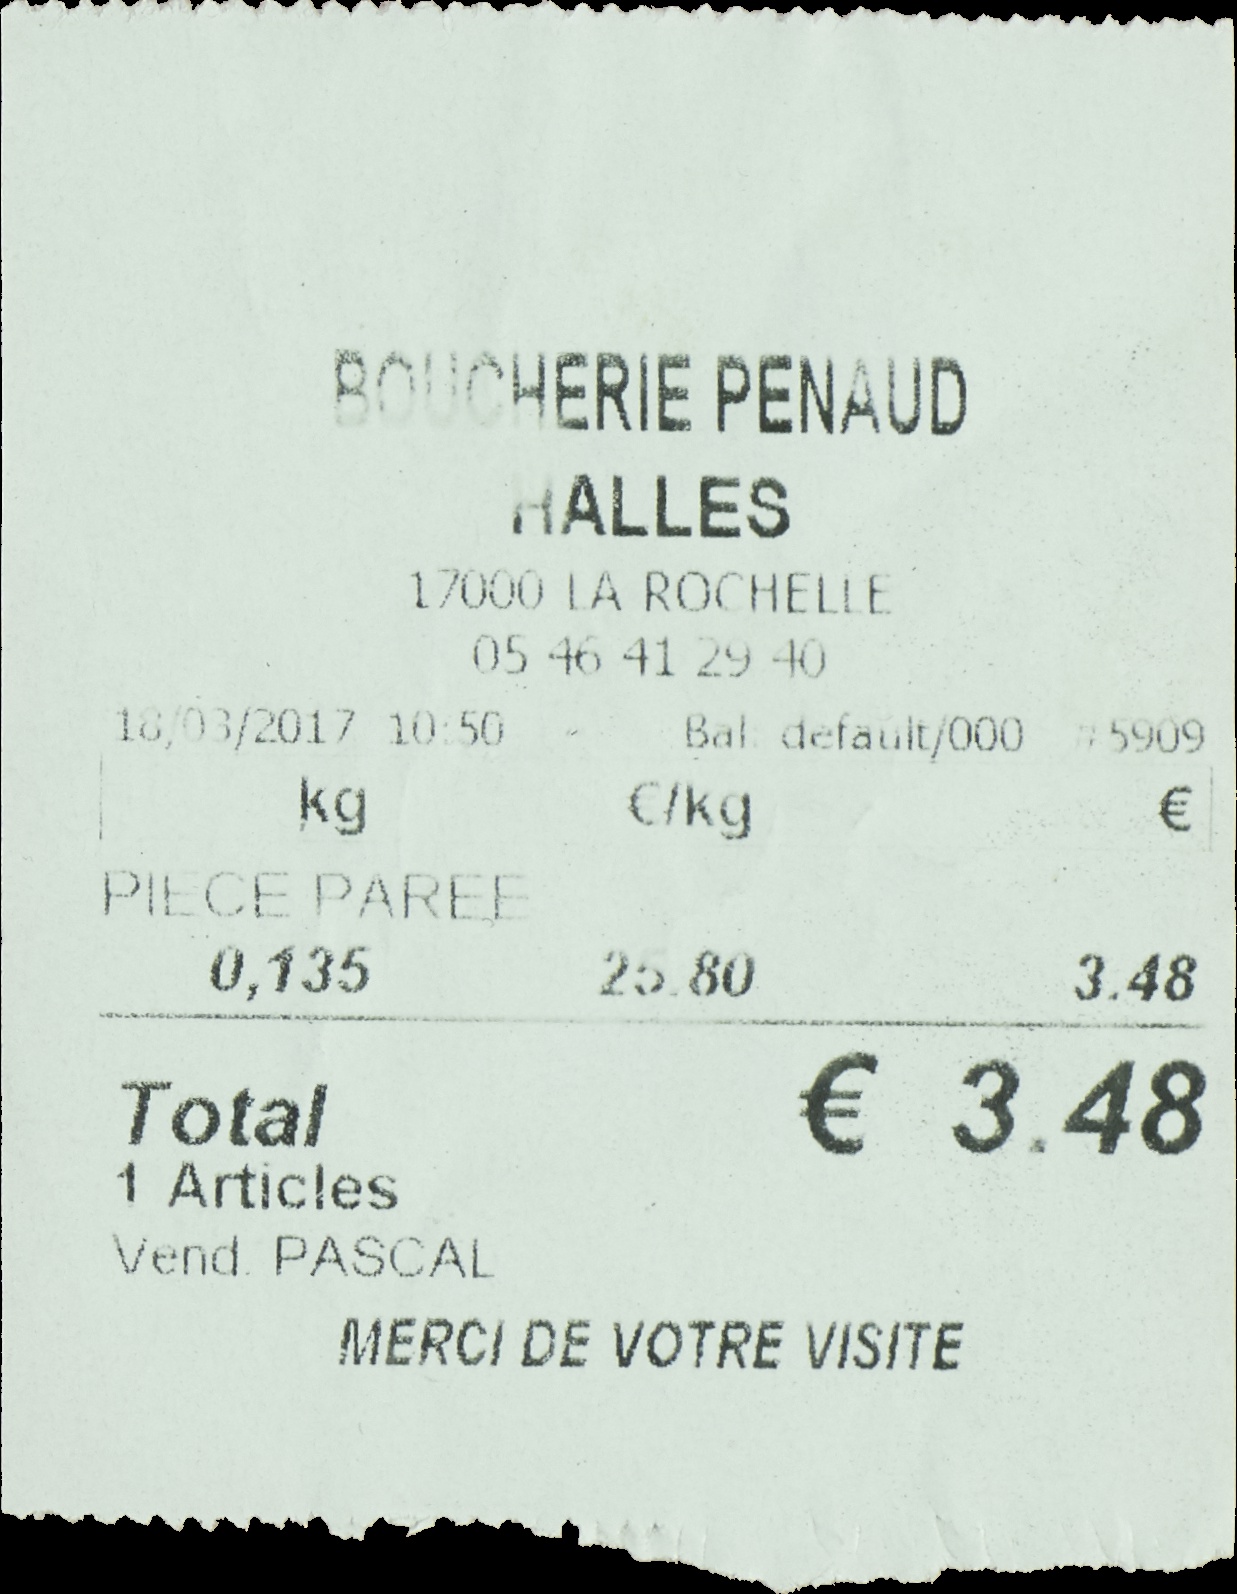 BOUCHERIE PENAUD
HALLES
17000 LA ROCHELLE
05 46 41 29 40
18/03/2017 10:50 Bal: default/000 #5909
kg €/kg €
PIECE PAREE
0,135 25.80 3.48
Total € 3.48
1 Articles
Vend. PASCAL
MERCI DE VOTRE VISITE